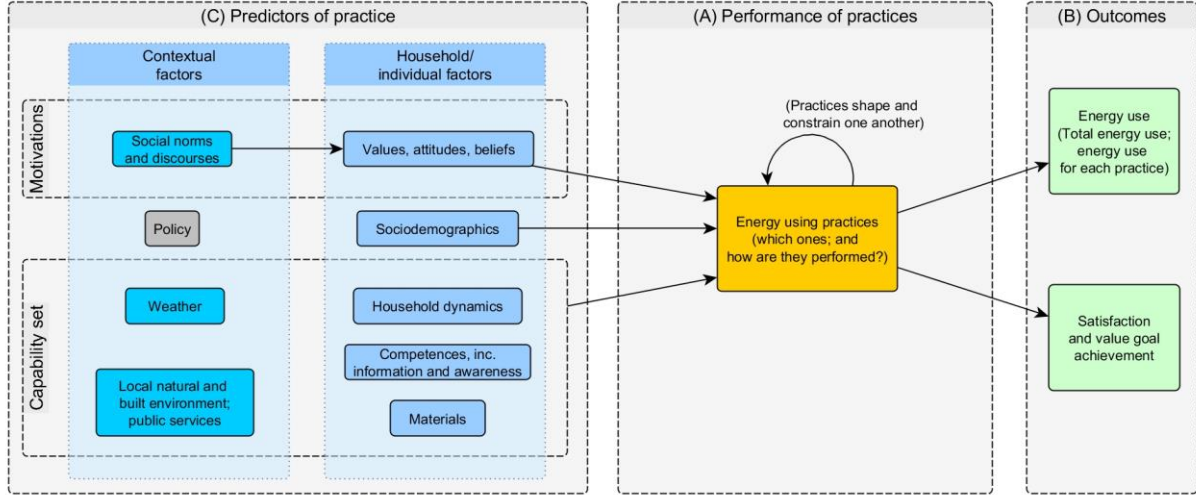 (C) Predictors of practice
Contextual
factors
Household/
individual factors
Motivations
Social norms
and discourses
Values, attitudes, beliefs
Policy
Sociodemographics
Capability set
Weather
Household dynamics
Competences, inc.
information and awareness
Local natural and
built environment;
public services
Materials
(A) Performance of practices
(Practices shape and
constrain one another)
Energy using practices
(which ones; and
how are they performed?)
(B) Outcomes
Energy use
(Total energy use;
energy use
for each practice)
Satisfaction
and value goal
achievement